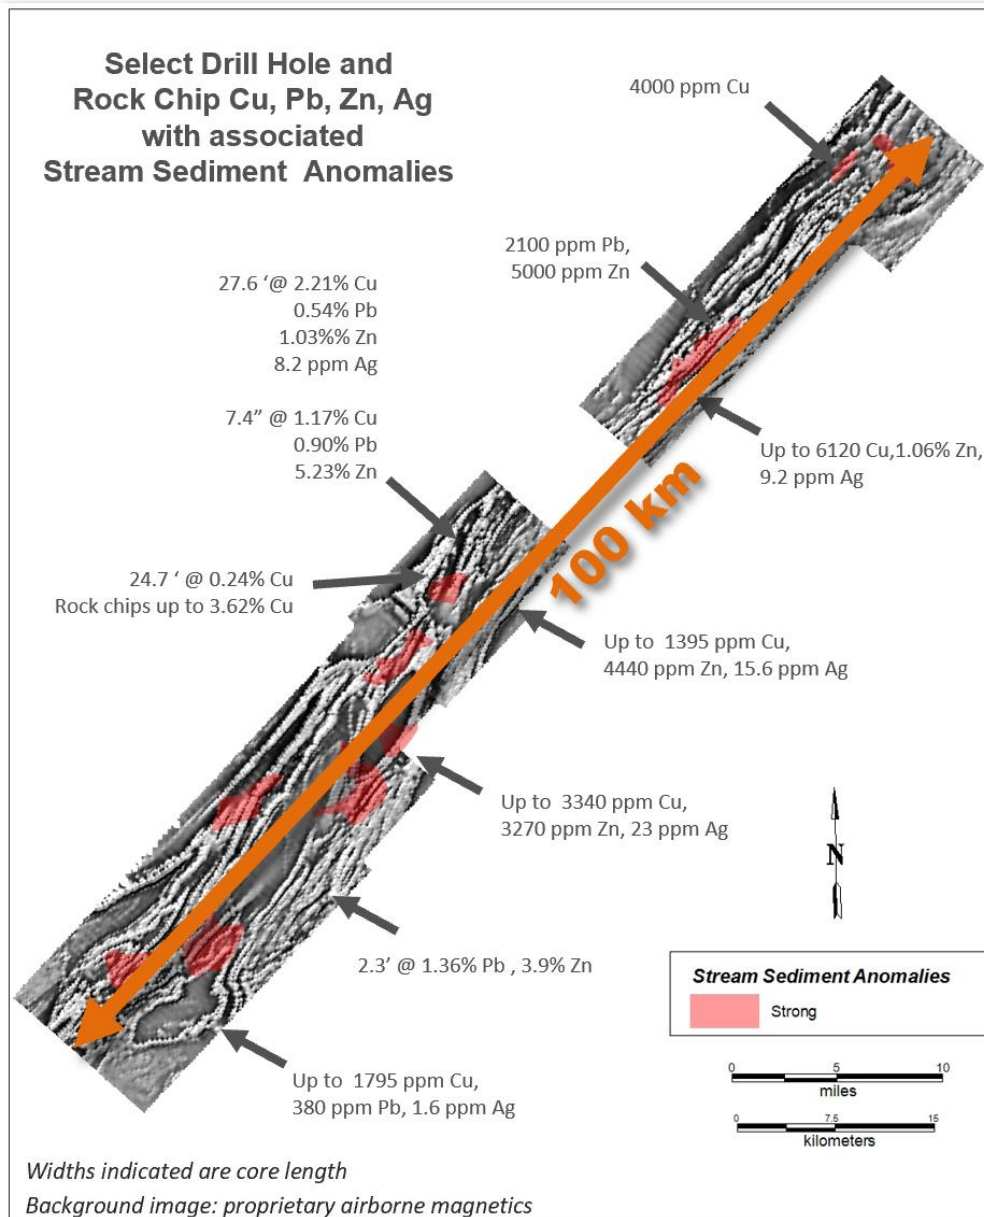 Select Drill Hole and
Rock Chip Cu, Pb, Zn, Ag
with associated
Stream Sediment Anomalies
4000 ppm Cu
2100 ppm Pb,
5000 ppm Zn
27.6 ‘@ 2.21% Cu
0.54% Pb
1.03%% Zn
8.2 ppm Ag
7.4” @ 1.17% Cu
0.90% Pb
5.23% Zn
Up to 6120 Cu,1.06% Zn,
9.2 ppm Ag
100 km
24.7 ‘ @ 0.24% Cu
Rock chips up to 3.62% Cu
Up to 1395 ppm Cu,
4440 ppm Zn, 15.6 ppm Ag
Up to 3340 ppm Cu,
3270 ppm Zn, 23 ppm Ag
N
2.3’ @ 1.36% Pb , 3.9% Zn
Stream Sediment Anomalies
Strong
0 5 10
miles
0 7.5 15
kilometers
Up to 1795 ppm Cu,
380 ppm Pb, 1.6 ppm Ag
Widths indicated are core length
Background image: proprietary airborne magnetics